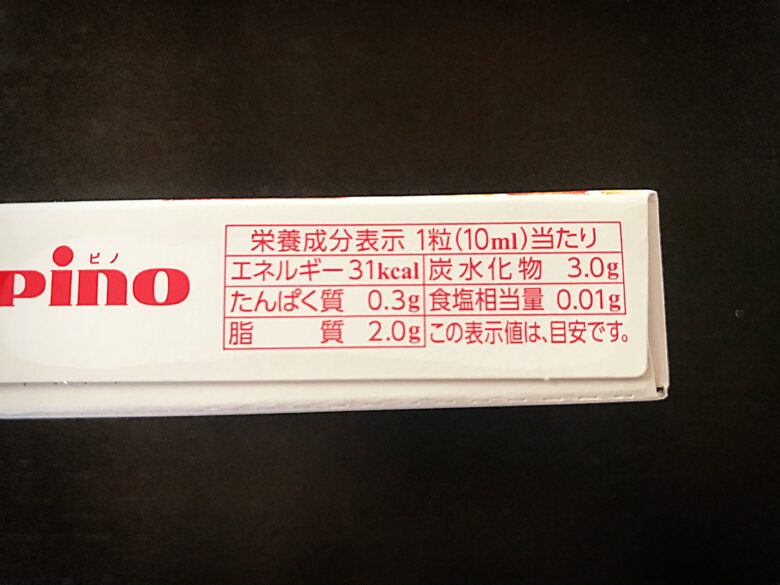 ピノ
pino
栄養成分表示 1粒(10ml)当たり
エネルギー 31kcal 炭水化物 3.0g
たんぱく質 0.3g 食塩相当量 0.01g
脂質 2.0g この表示値は、目安です。